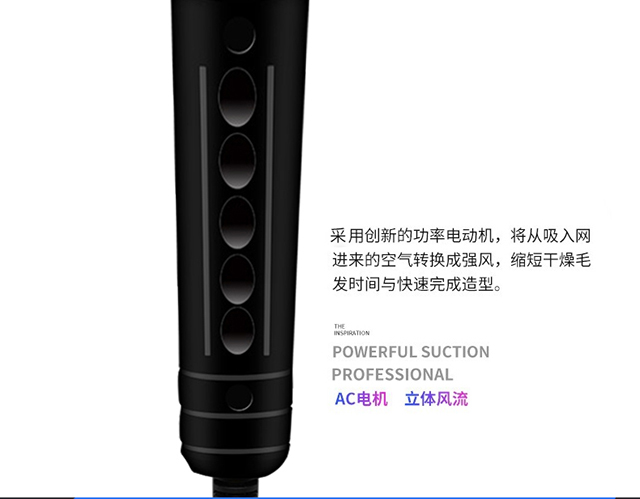 采用创新的功率电动机，将从吸入网
进来的空气转换成强风，缩短干燥毛
发时间与快速完成造型。
THE
INSPIRATION
POWERFUL SUCTION
PROFESSIONAL
AC电机 立体风流